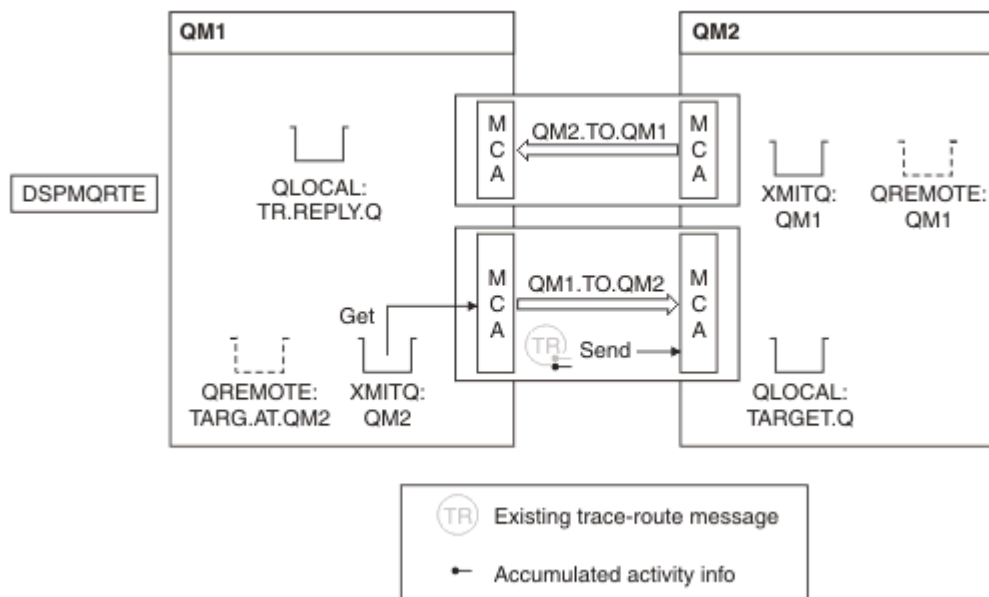 QM1
QM2
M
C
A
QM2.TO.QM1
M
C
A
DSPMQRTE
QLOCAL:
TR.REPLY.Q
XMITQ:
QM1
QREMOTE:
QM1
M
C
A
QM1.TO.QM2
M
C
A
Get
TR
Send
QREMOTE:
TARG.AT.QM2
XMITQ:
QM2
QLOCAL:
TARGET.Q
TR
Existing trace-route message
Accumulated activity info